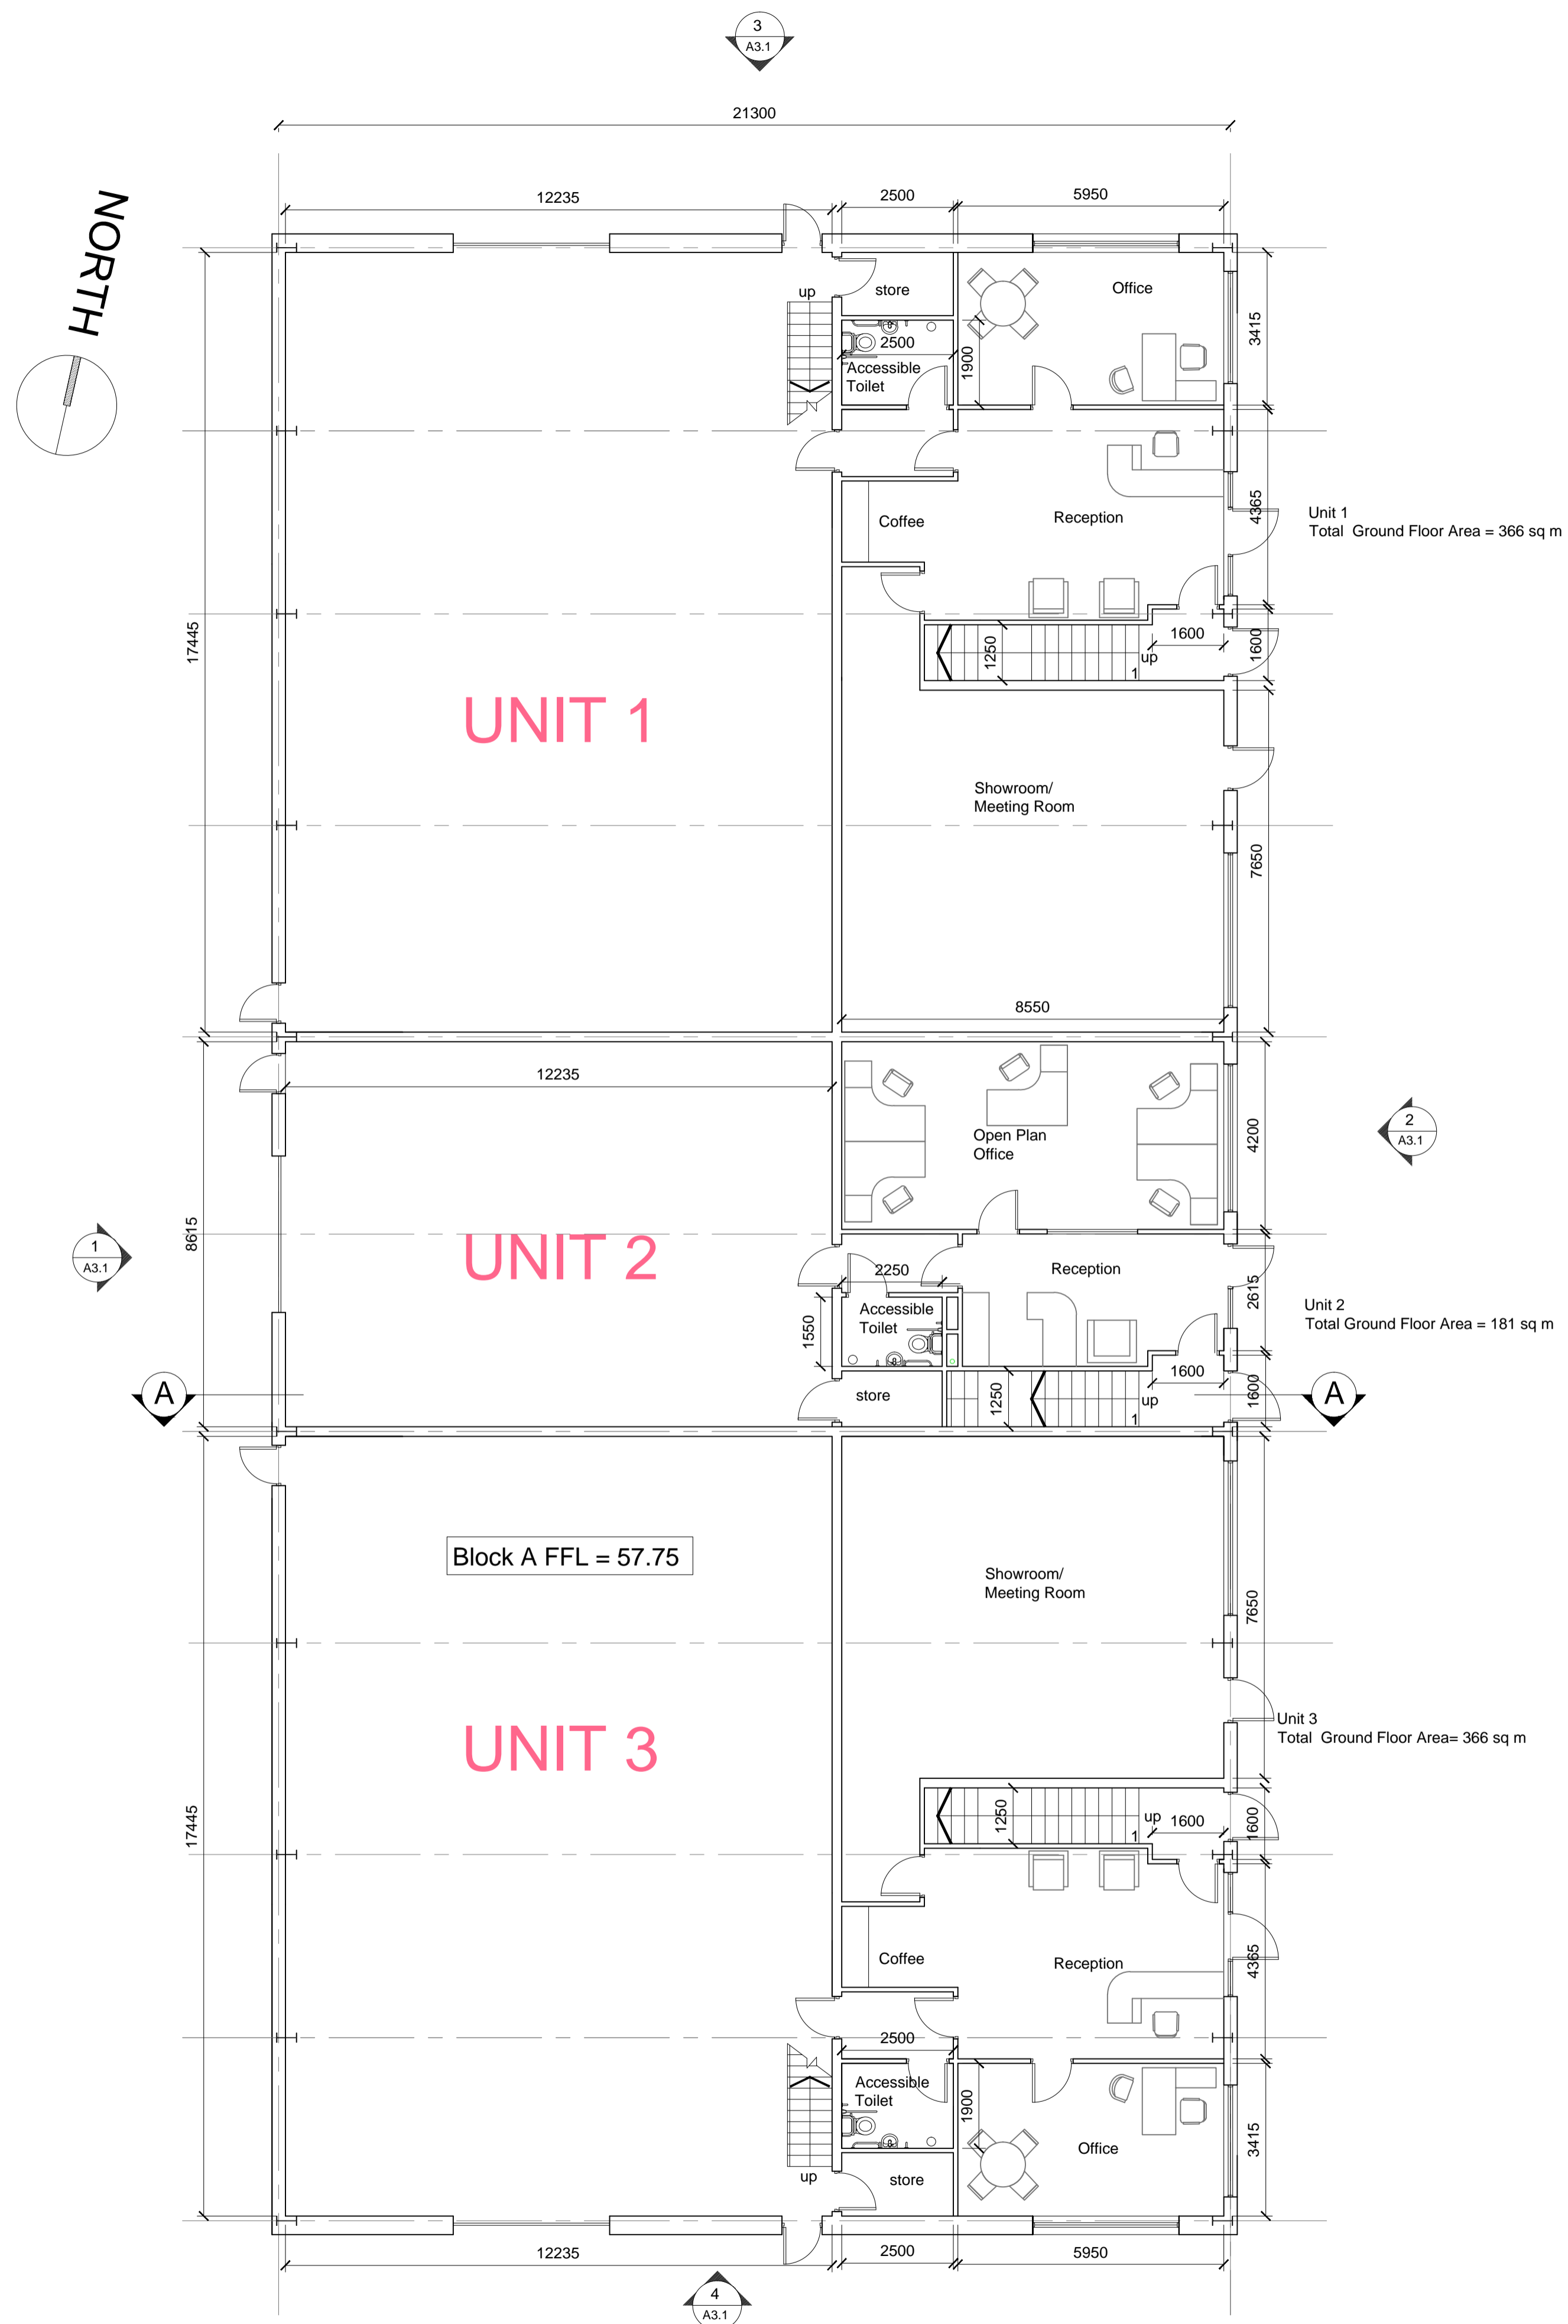 3
A3.1
21300
NORTH
12235
2500
5950
up
store
Office
3415
2500
1900
Accessible
Toilet
4365
Coffee
Reception
Unit 1
Total Ground Floor Area = 366 sq m
17445
1250
1600
1600
up
1
UNIT 1
Showroom/
Meeting Room
7650
8550
12235
Open Plan
Office
4200
2
A3.1
8615
1
A3.1
UNIT 2
2250
Reception
2615
Accessible
Toilet
1550
Unit 2
Total Ground Floor Area = 181 sq m
A
store
1250
1600
1600
up
1
A
Block A FFL = 57.75
Showroom/
Meeting Room
7650
UNIT 3
Unit 3
Total Ground Floor Area= 366 sq m
17445
1250
up
1600
1600
1
Coffee
Reception
4365
2500
Accessible
Toilet
1900
Office
3415
up
store
12235
2500
5950
4
A3.1